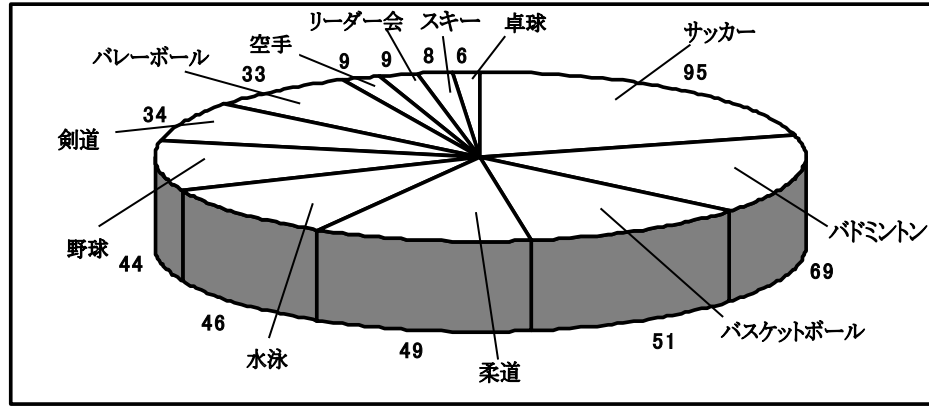 リーダー会
スキー
卓球
サッカー
空手
バレーボール
9
9
8
6
95
33
34
剣道
野球
バドミントン
44
69
46
バスケットボール
水泳
49
柔道
51